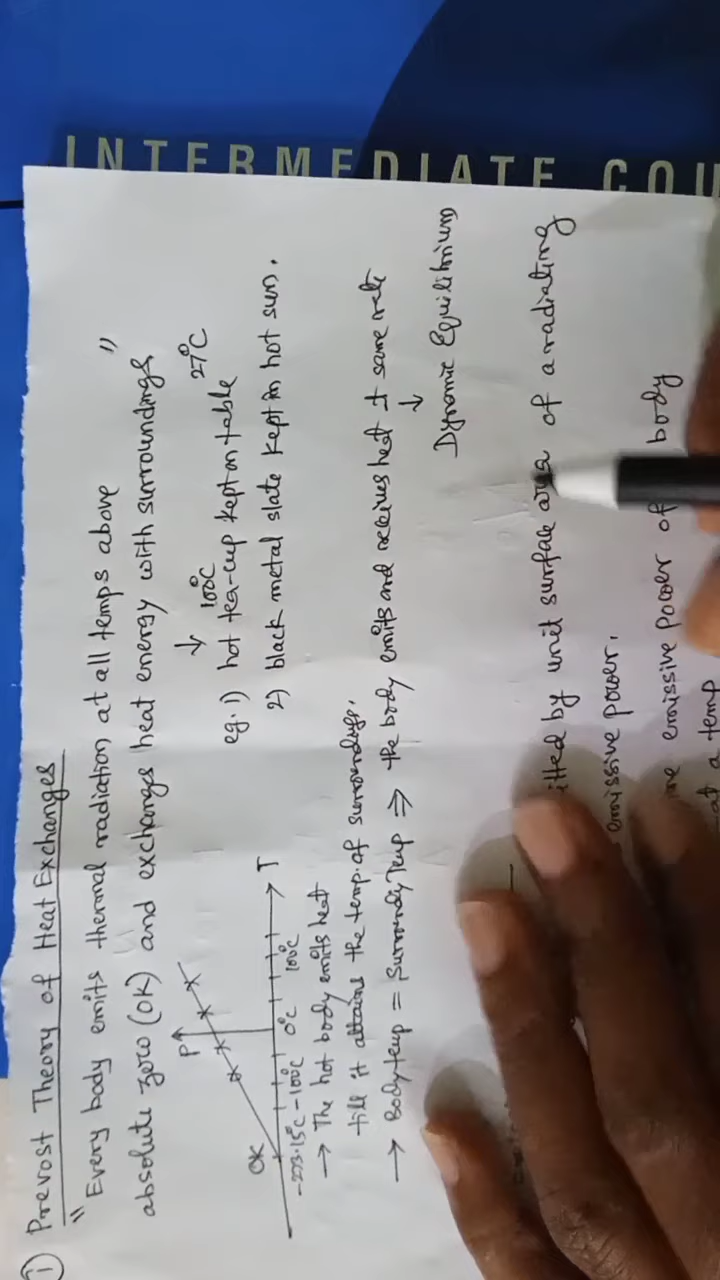 INTERMEDIATE COU
① Prevost Theory of Heat Exchanges
" Every body emits thermal radiation at all temps above
absolute zero (0K) and exchange heat energy with surroundings "
↓ 100°C 27°C
eg. 1) hot tea-cup kept on table
2) black metal slate kept in hot sun.
P
T
0K
-273.15°C -100°C 0°C 100°C
→ The hot body emits heat
till it attains the temp. of surroundings.
→ Body temp = Surroundig Temp ⇒ the body emits and receives heat at same rate
↓
Dynamic Equilibrium
itted by unit surface area of a radiating
emissive power.
emissive power of body
at a temp